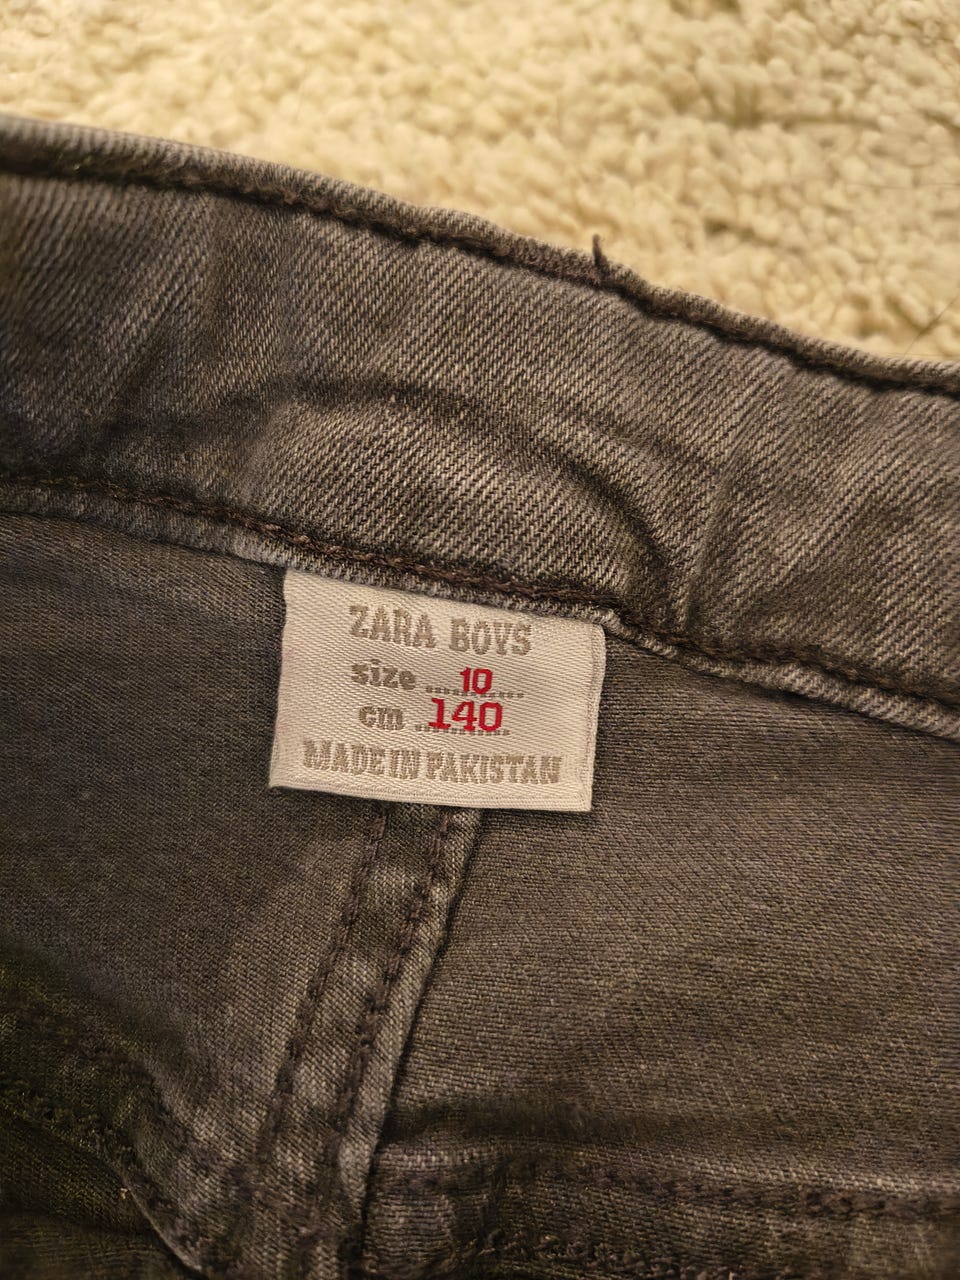 ZARA BOYS
size 10
cm 140
MADE IN PAKISTAN